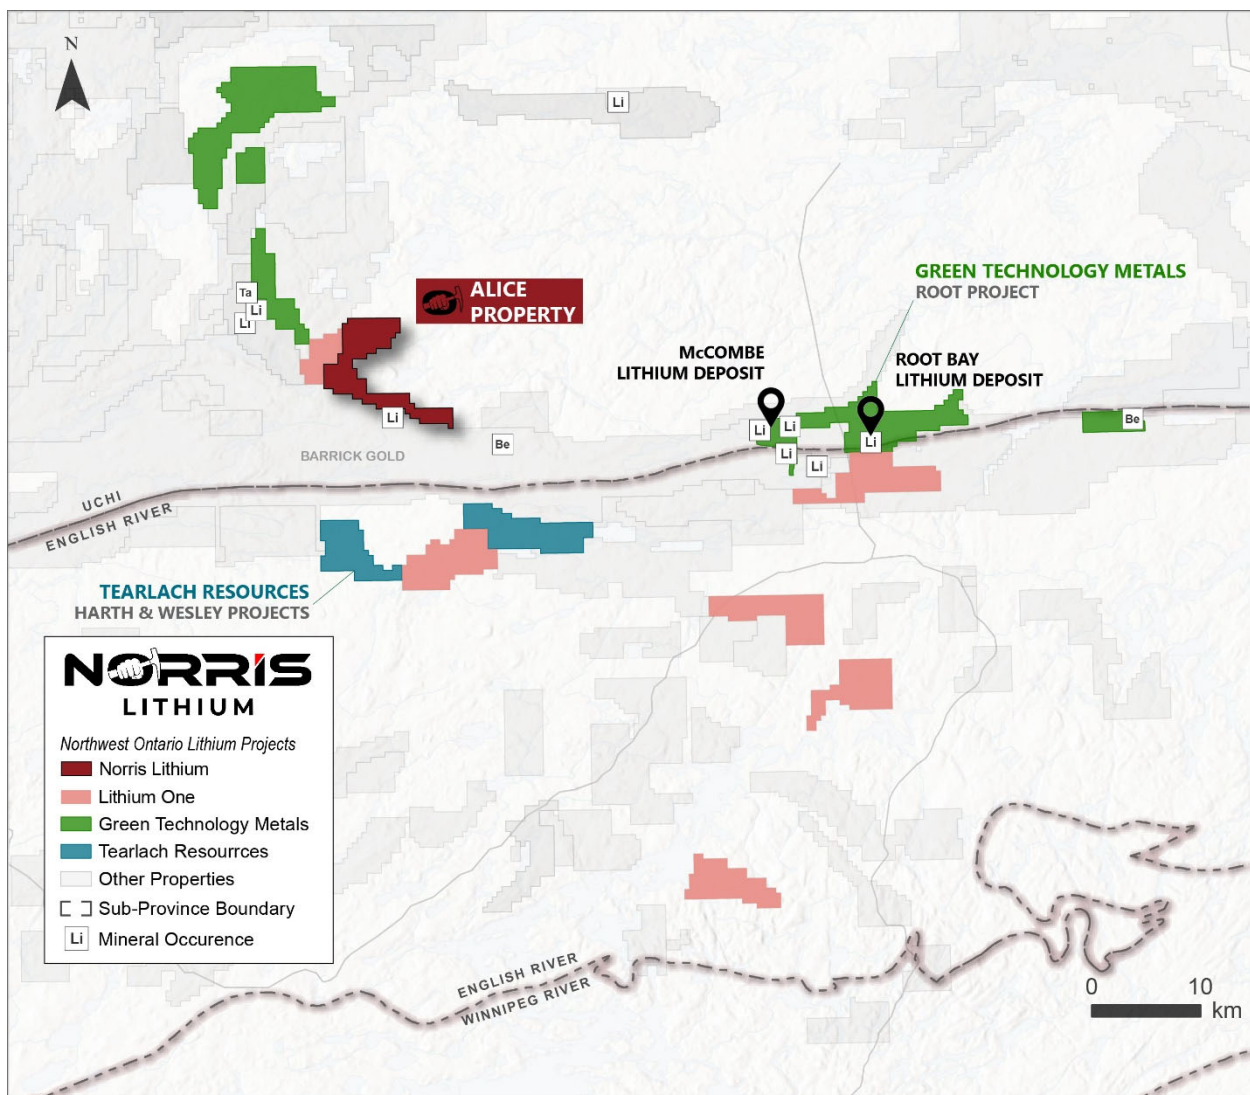 N
Li
GREEN TECHNOLOGY METALS
ROOT PROJECT
ALICE
PROPERTY
Ta
Li
Li
McCOMBE
LITHIUM DEPOSIT
ROOT BAY
LITHIUM DEPOSIT
Li
Be
Li
Li
Li
Be
Li
Li
BARRICK GOLD
UCHI
ENGLISH RIVER
TEARLACH RESOURCES
HARTH & WESLEY PROJECTS
NORRIS
LITHIUM
Northwest Ontario Lithium Projects
Norris Lithium
Lithium One
Green Technology Metals
Tearlach Resourrces
Other Properties
Sub-Province Boundary
Li Mineral Occurence
ENGLISH RIVER
WINNIPEG RIVER
0 10
km